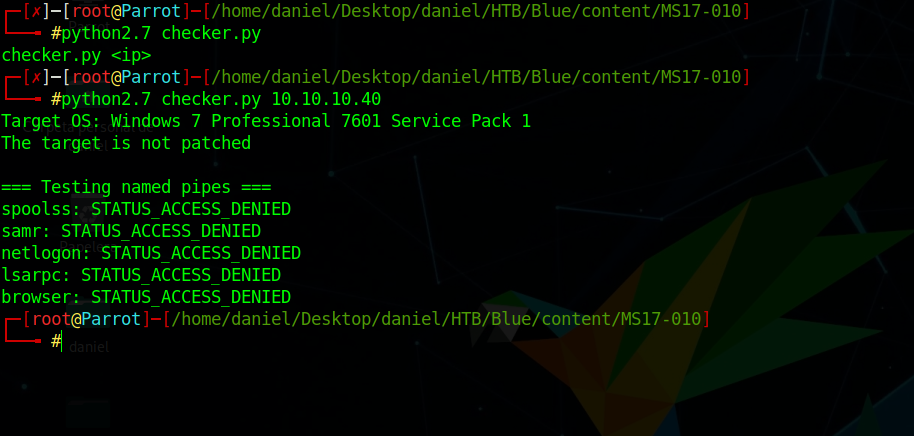 ┌─[✗]─[root@Parrot]─[/home/daniel/Desktop/daniel/HTB/Blue/content/MS17-010]
└──╼ #python2.7 checker.py
checker.py <ip>
┌─[✗]─[root@Parrot]─[/home/daniel/Desktop/daniel/HTB/Blue/content/MS17-010]
└──╼ #python2.7 checker.py 10.10.10.40
Target OS: Windows 7 Professional 7601 Service Pack 1
The target is not patched

=== Testing named pipes ===
spoolss: STATUS_ACCESS_DENIED
samr: STATUS_ACCESS_DENIED
netlogon: STATUS_ACCESS_DENIED
lsarpc: STATUS_ACCESS_DENIED
browser: STATUS_ACCESS_DENIED
┌─[root@Parrot]─[/home/daniel/Desktop/daniel/HTB/Blue/content/MS17-010]
└──╼ #
daniel